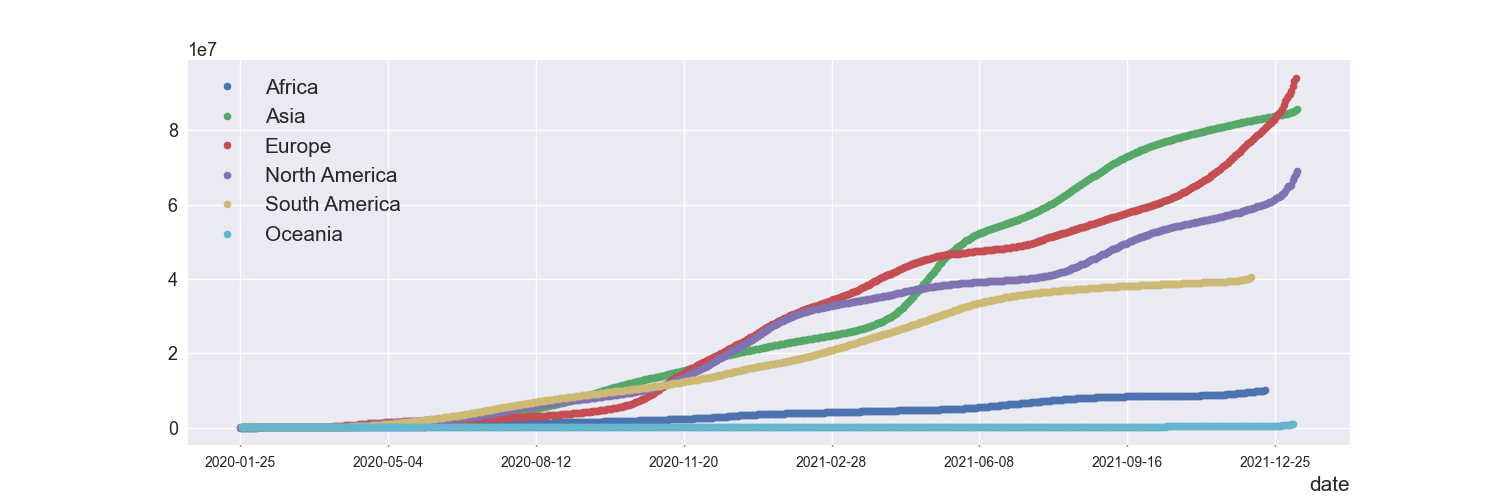 1e7
Africa
Asia
Europe
North America
South America
Oceania
8
6
4
2
0
2020-01-25 2020-05-04 2020-08-12 2020-11-20 2021-02-28 2021-06-08 2021-09-16 2021-12-25
date